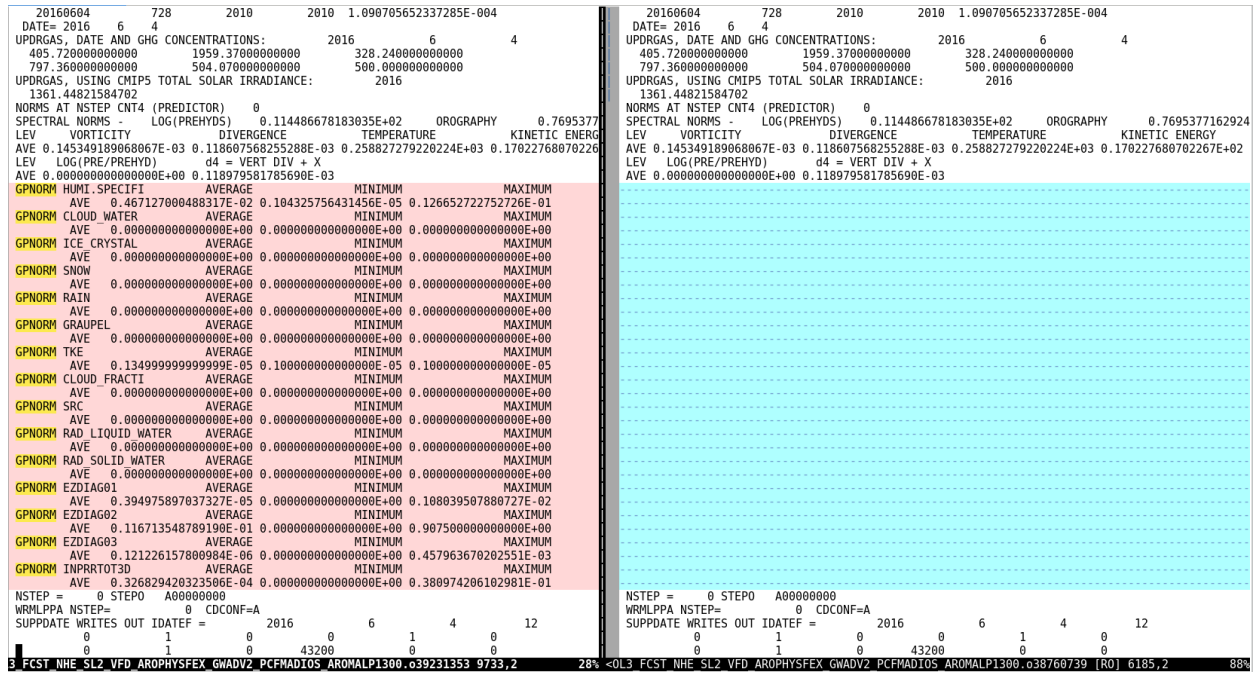 20160604 728 2010 2010 1.090705652337285E-004
DATE= 2016 6 4
UPDRGAS, DATE AND GHG CONCENTRATIONS: 2016 6 4
405.720000000000 1959.37000000000 328.240000000000
797.360000000000 504.070000000000 500.000000000000
UPDRGAS, USING CMIP5 TOTAL SOLAR IRRADIANCE: 2016
1361.44821584702
NORMS AT NSTEP CNT4 (PREDICTOR) 0
SPECTRAL NORMS - LOG(PREHYDS) 0.114486678183035E+02 OROGRAPHY 0.7695377
LEV VORTICITY DIVERGENCE TEMPERATURE KINETIC ENERG
AVE 0.145349189068067E-03 0.118607568255288E-03 0.258827279220224E+03 0.17022768070226
LEV LOG(PRE/PREHYD) d4 = VERT DIV + X
AVE 0.000000000000000E+00 0.118979581785690E-03
GPNORM HUMI.SPECIFI AVERAGE MINIMUM MAXIMUM
AVE 0.467127000488317E-02 0.104325756431456E-05 0.126652722752726E-01
GPNORM CLOUD_WATER AVERAGE MINIMUM MAXIMUM
AVE 0.000000000000000E+00 0.000000000000000E+00 0.000000000000000E+00
GPNORM ICE_CRYSTAL AVERAGE MINIMUM MAXIMUM
AVE 0.000000000000000E+00 0.000000000000000E+00 0.000000000000000E+00
GPNORM SNOW AVERAGE MINIMUM MAXIMUM
AVE 0.000000000000000E+00 0.000000000000000E+00 0.000000000000000E+00
GPNORM RAIN AVERAGE MINIMUM MAXIMUM
AVE 0.000000000000000E+00 0.000000000000000E+00 0.000000000000000E+00
GPNORM GRAUPEL AVERAGE MINIMUM MAXIMUM
AVE 0.000000000000000E+00 0.000000000000000E+00 0.000000000000000E+00
GPNORM TKE AVERAGE MINIMUM MAXIMUM
AVE 0.134999999999999E-05 0.100000000000000E-05 0.100000000000000E-05
GPNORM CLOUD_FRACTI AVERAGE MINIMUM MAXIMUM
AVE 0.000000000000000E+00 0.000000000000000E+00 0.000000000000000E+00
GPNORM SRC AVERAGE MINIMUM MAXIMUM
AVE 0.000000000000000E+00 0.000000000000000E+00 0.000000000000000E+00
GPNORM RAD_LIQUID_WATER AVERAGE MINIMUM MAXIMUM
AVE 0.000000000000000E+00 0.000000000000000E+00 0.000000000000000E+00
GPNORM RAD_SOLID_WATER AVERAGE MINIMUM MAXIMUM
AVE 0.000000000000000E+00 0.000000000000000E+00 0.000000000000000E+00
GPNORM EZDIAG01 AVERAGE MINIMUM MAXIMUM
AVE 0.394975897037327E-05 0.000000000000000E+00 0.108039507880727E-02
GPNORM EZDIAG02 AVERAGE MINIMUM MAXIMUM
AVE 0.116713548789190E-01 0.000000000000000E+00 0.907500000000000E+00
GPNORM EZDIAG03 AVERAGE MINIMUM MAXIMUM
AVE 0.121226157800984E-06 0.000000000000000E+00 0.457963670202551E-03
GPNORM INPRRTOT3D AVERAGE MINIMUM MAXIMUM
AVE 0.326829420323506E-04 0.000000000000000E+00 0.380974206102981E-01
NSTEP = 0 STEPO A00000000
WRMLPPA NSTEP= 0 CDCONF=A
SUPPDATE WRITES OUT IDATEF = 2016 6 4 12
0 1 0 0 1 0
0 1 0 43200 0 0
3_FCST_NHE_SL2_VFD_AROPHYSFEX_GWADV2_PCFMADIOS_AROMALP1300.o39231353 9733,2 28%
20160604 728 2010 2010 1.090705652337285E-004
DATE= 2016 6 4
UPDRGAS, DATE AND GHG CONCENTRATIONS: 2016 6 4
405.720000000000 1959.37000000000 328.240000000000
797.360000000000 504.070000000000 500.000000000000
UPDRGAS, USING CMIP5 TOTAL SOLAR IRRADIANCE: 2016
1361.44821584702
NORMS AT NSTEP CNT4 (PREDICTOR) 0
SPECTRAL NORMS - LOG(PREHYDS) 0.114486678183035E+02 OROGRAPHY 0.7695377162924
LEV VORTICITY DIVERGENCE TEMPERATURE KINETIC ENERGY
AVE 0.145349189068067E-03 0.118607568255288E-03 0.258827279220224E+03 0.170227680702267E+02
LEV LOG(PRE/PREHYD) d4 = VERT DIV + X
AVE 0.000000000000000E+00 0.118979581785690E-03
NSTEP = 0 STEPO A00000000
WRMLPPA NSTEP= 0 CDCONF=A
SUPPDATE WRITES OUT IDATEF = 2016 6 4 12
0 1 0 0 1 0
0 1 0 43200 0 0
<OL3_FCST_NHE_SL2_VFD_AROPHYSFEX_GWADV2_PCFMADIOS_AROMALP1300.o38760739 [RO] 6185,2 88%